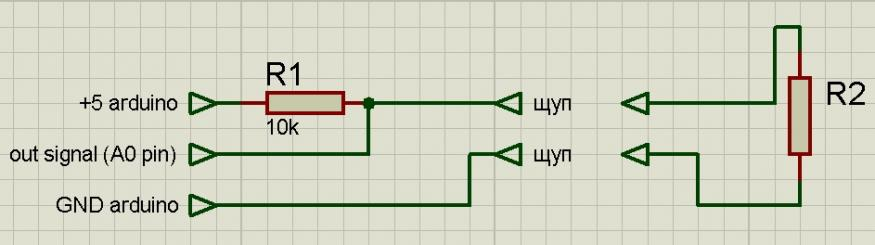 R1
+5 arduino
10k
щуп
R2
out signal (A0 pin)
щуп
GND arduino